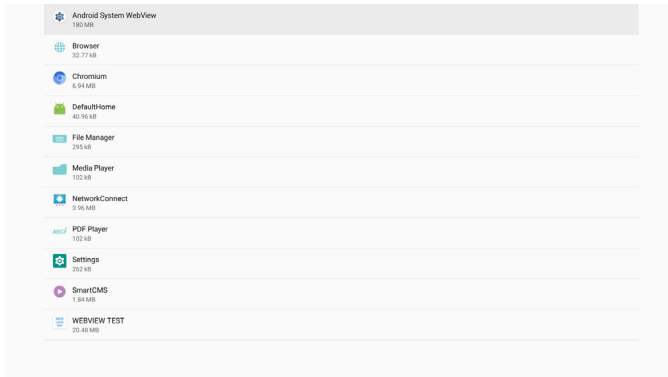 Android System WebView
180 MB
Browser
32.77 kB
Chromium
6.94 MB
DefaultHome
40.96 kB
File Manager
295 kB
Media Player
102 kB
NetworkConnect
3.96 MB
PDF Player
102 kB
Settings
262 kB
SmartCMS
1.84 MB
WEBVIEW TEST
20.48 MB